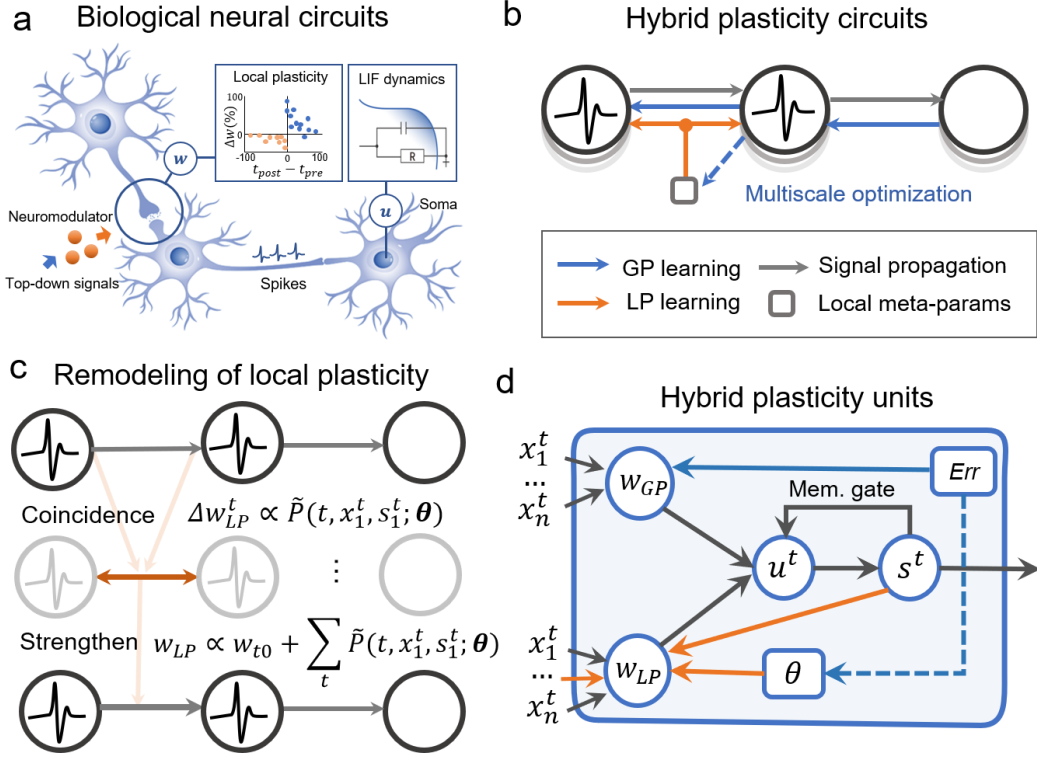 a
Biological neural circuits
Local plasticity
Δw(%)
100
0
-100 0 100
t_post − t_pre
LIF dynamics
R
w
u
Soma
Neuromodulator
Top-down signals
Spikes
b
Hybrid plasticity circuits
Multiscale optimization
GP learning
Signal propagation
LP learning
Local meta-params
c
Remodeling of local plasticity
Coincidence
Δw_LP^t ∝ P̃(t, x_1^t, s_1^t; θ)
⋮
Strengthen
w_LP ∝ w_t0 + ∑_t P̃(t, x_1^t, s_1^t; θ)
d
Hybrid plasticity units
x_1^t
...
x_n^t
w_GP
Err
Mem. gate
u^t
s^t
x_1^t
...
x_n^t
w_LP
θ